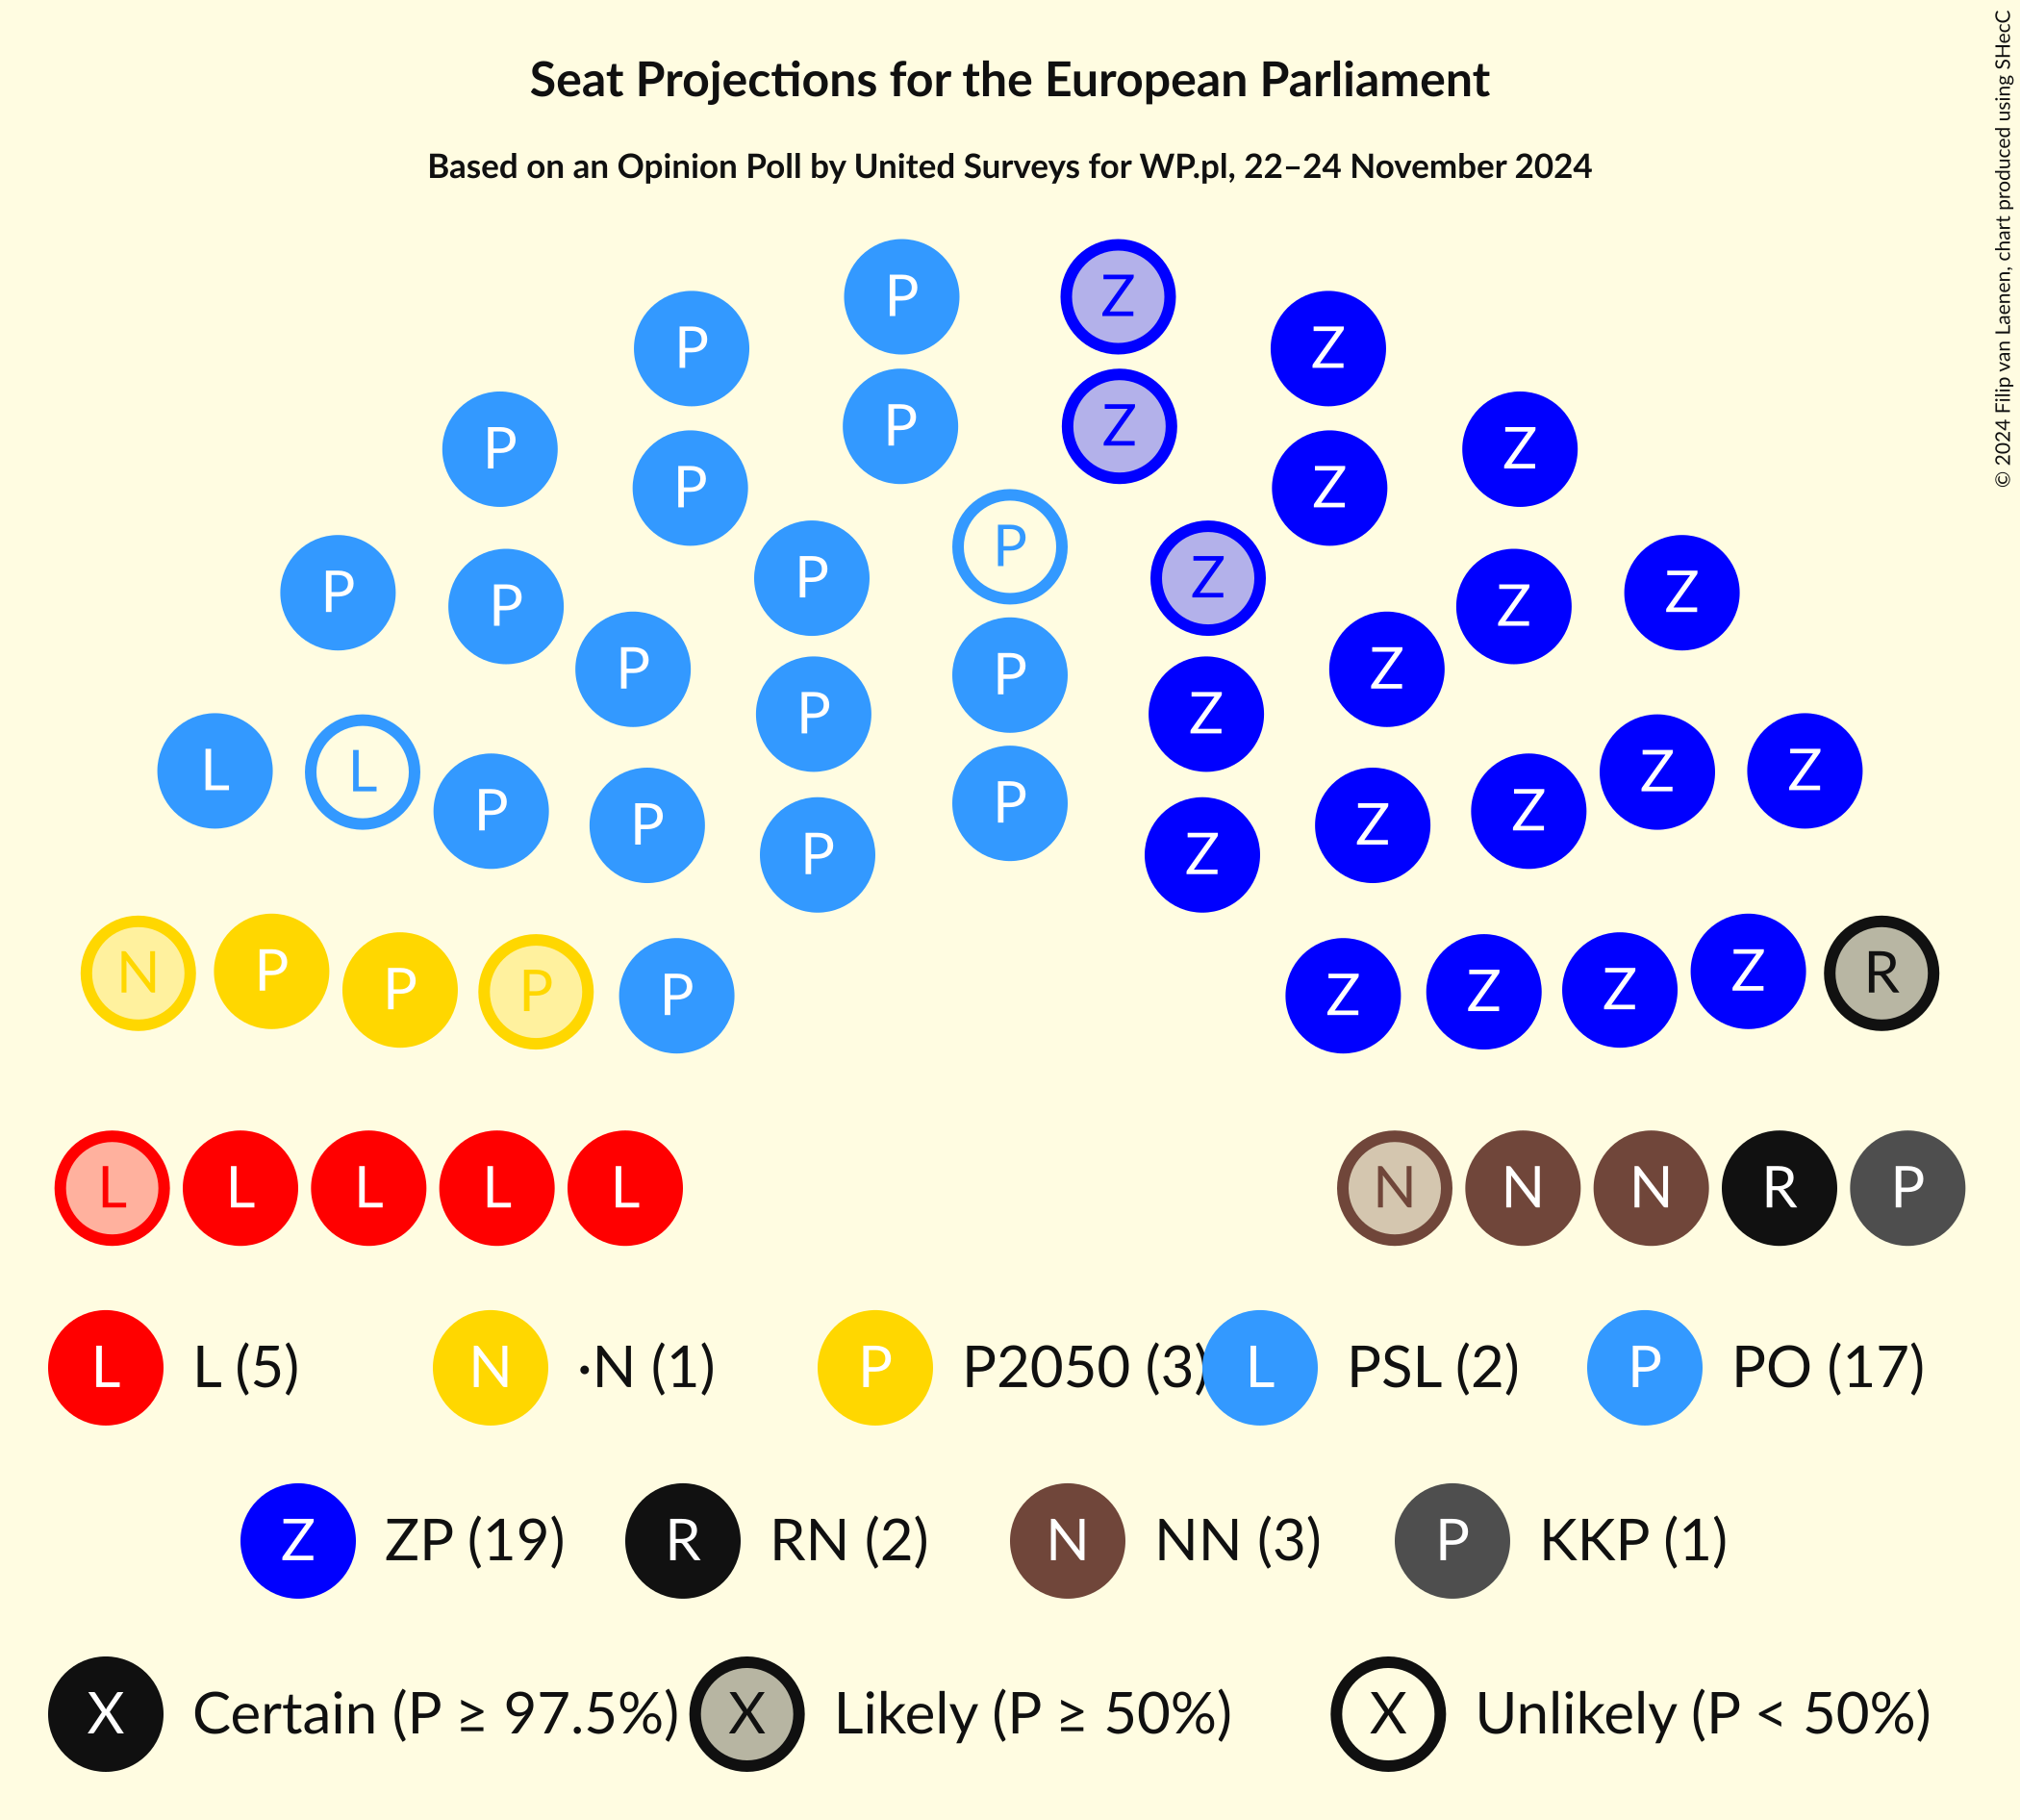 Seat Projections for the European Parliament
Based on an Opinion Poll by United Surveys for WP.pl, 22–24 November 2024
© 2024 Filip van Laenen, chart produced using SHecC
P Z
P Z
P Z
P Z
P Z
P
P Z
P Z
P Z
P Z
P Z
P
P Z
L L Z Z
P
P Z
P Z
P Z
N P Z R
P P Z Z
P Z
L L L L L N N N R P
L L (5) N ·N (1) P P2050 (3) L PSL (2) P PO (17)
Z ZP (19) R RN (2) N NN (3) P KKP (1)
X Certain (P ≥ 97.5%) X Likely (P ≥ 50%) X Unlikely (P < 50%)